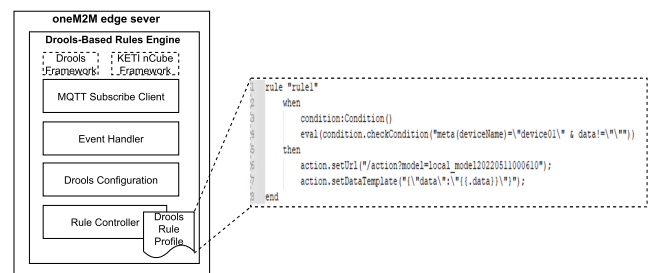 oneM2M edge sever
Drools-Based Rules Engine
Drools
Framework
KETI nCube
Framework
MQTT Subscribe Client
Event Handler
Drools Configuration
Rule Controller
Drools
Rule
Profile
1 rule "rule1"
2 when
3 condition:Condition()
4 eval(condition.checkCondition("meta(deviceName)=\"device01\" & data!=\"\""))
5 then
6 action.setUrl("/action?model=local_model20220511000610");
7 action.setDataTemplate("{\"data\":\"{{.data}}\"}");
8 end